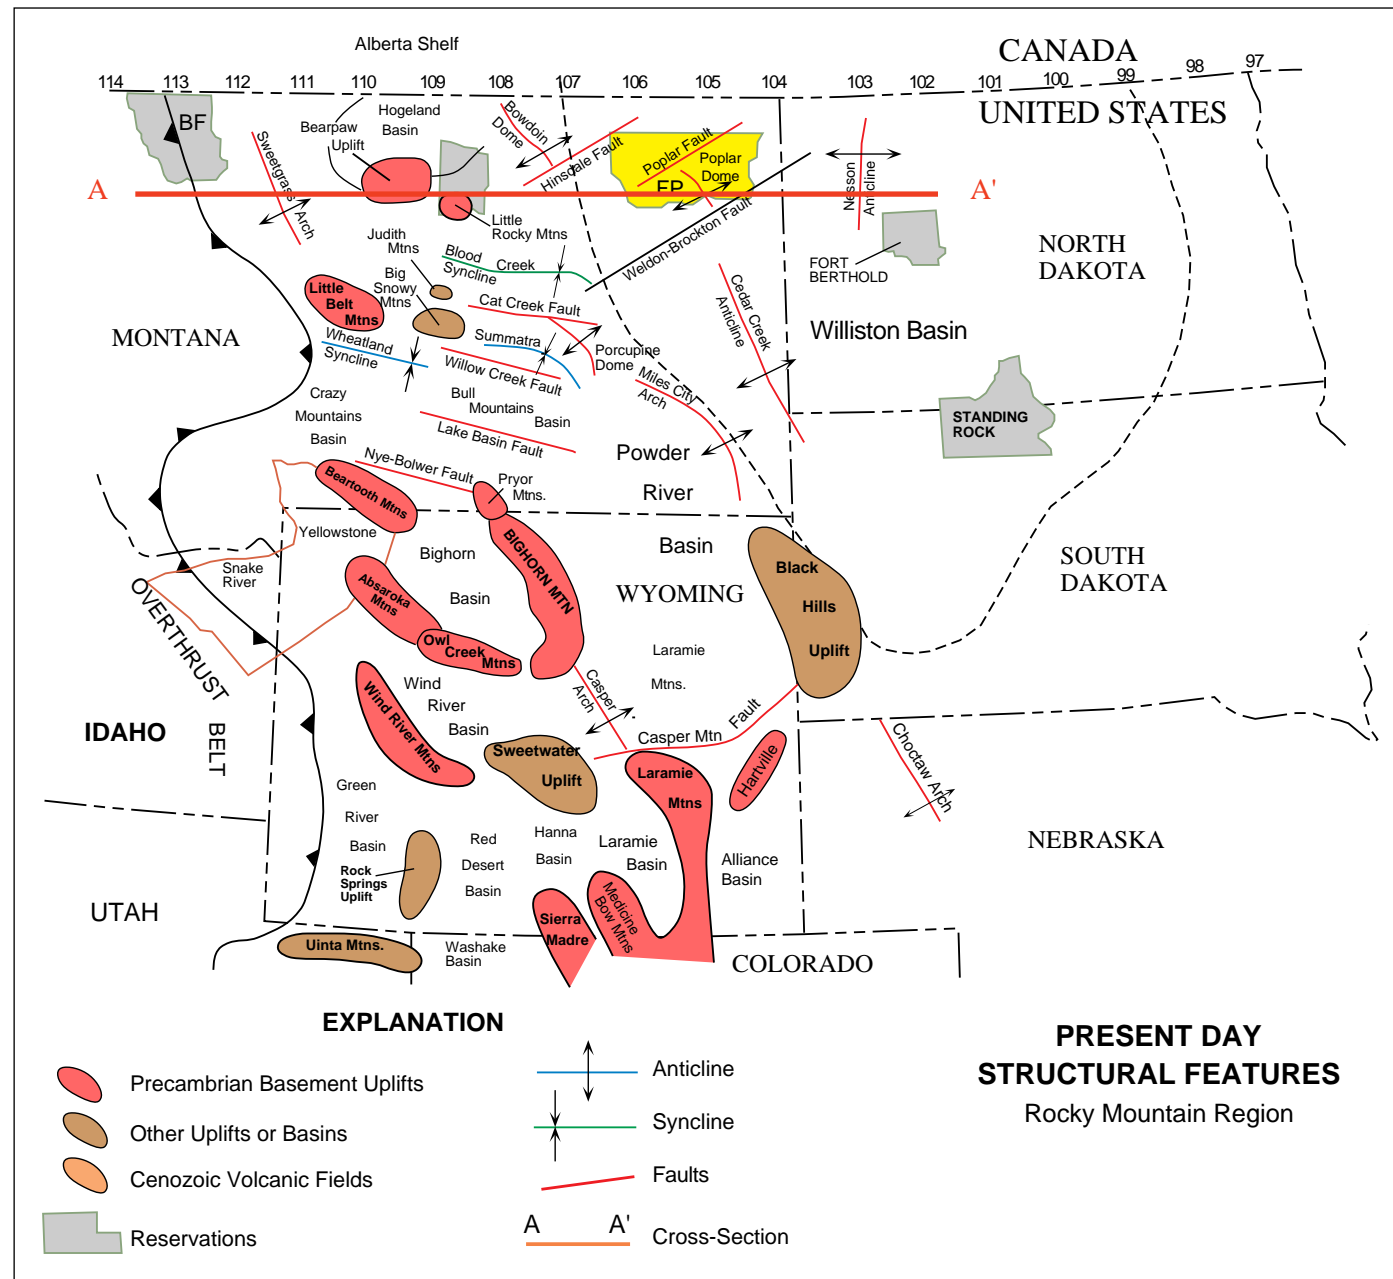 Alberta Shelf
CANADA
114 113 112 111 110 109 108 107 106 105 104 103 102 101 100 99 98 97
UNITED STATES
BF
Hogeland
Basin
Bearpaw
Uplift
Bowdoin
Dome
Sweetgrass Arch
Hinsdale Fault
Poplar Fault
Poplar
Dome
FP
Nesson
Anticline
A
A'
Little
Rocky Mtns
Judith
Mtns
Blood Creek
Syncline
Weldon-Brockton Fault
FORT
BERTHOLD
NORTH
DAKOTA
Big
Snowy
Mtns
Little
Belt
Mtns
Cat Creek Fault
Cedar Creek
Anticline
MONTANA
Wheatland
Syncline
Summatra
Porcupine
Dome
Willow Creek Fault
Williston Basin
Miles City
Arch
Crazy
Mountains
Basin
Bull
Mountains
Basin
Lake Basin Fault
STANDING
ROCK
Powder
River
Basin
Nye-Bolwer Fault
Beartooth Mtns
Pryor
Mtns.
Yellowstone
Bighorn
Basin
BIGHORN MTN
Snake
River
Absaroka
Mtns
WYOMING
Black
Hills
Uplift
SOUTH
DAKOTA
OVERTHRUST
BELT
Owl
Creek
Mtns
Laramie
Mtns.
Wind
River
Basin
Wind River Mtns
Casper
Arch
IDAHO
Sweetwater
Uplift
Casper Mtn Fault
Laramie
Mtns
Hartville
Choctaw Arch
Green
River
Basin
Rock
Springs
Uplift
Red
Desert
Basin
Hanna
Basin
Laramie
Basin
Alliance
Basin
NEBRASKA
UTAH
Medicine
Bow Mtns
Sierra
Madre
Uinta Mtns.
Washake
Basin
COLORADO
EXPLANATION
Precambrian Basement Uplifts
Other Uplifts or Basins
Cenozoic Volcanic Fields
Reservations
Anticline
Syncline
Faults
A A'
Cross-Section
PRESENT DAY
STRUCTURAL FEATURES
Rocky Mountain Region